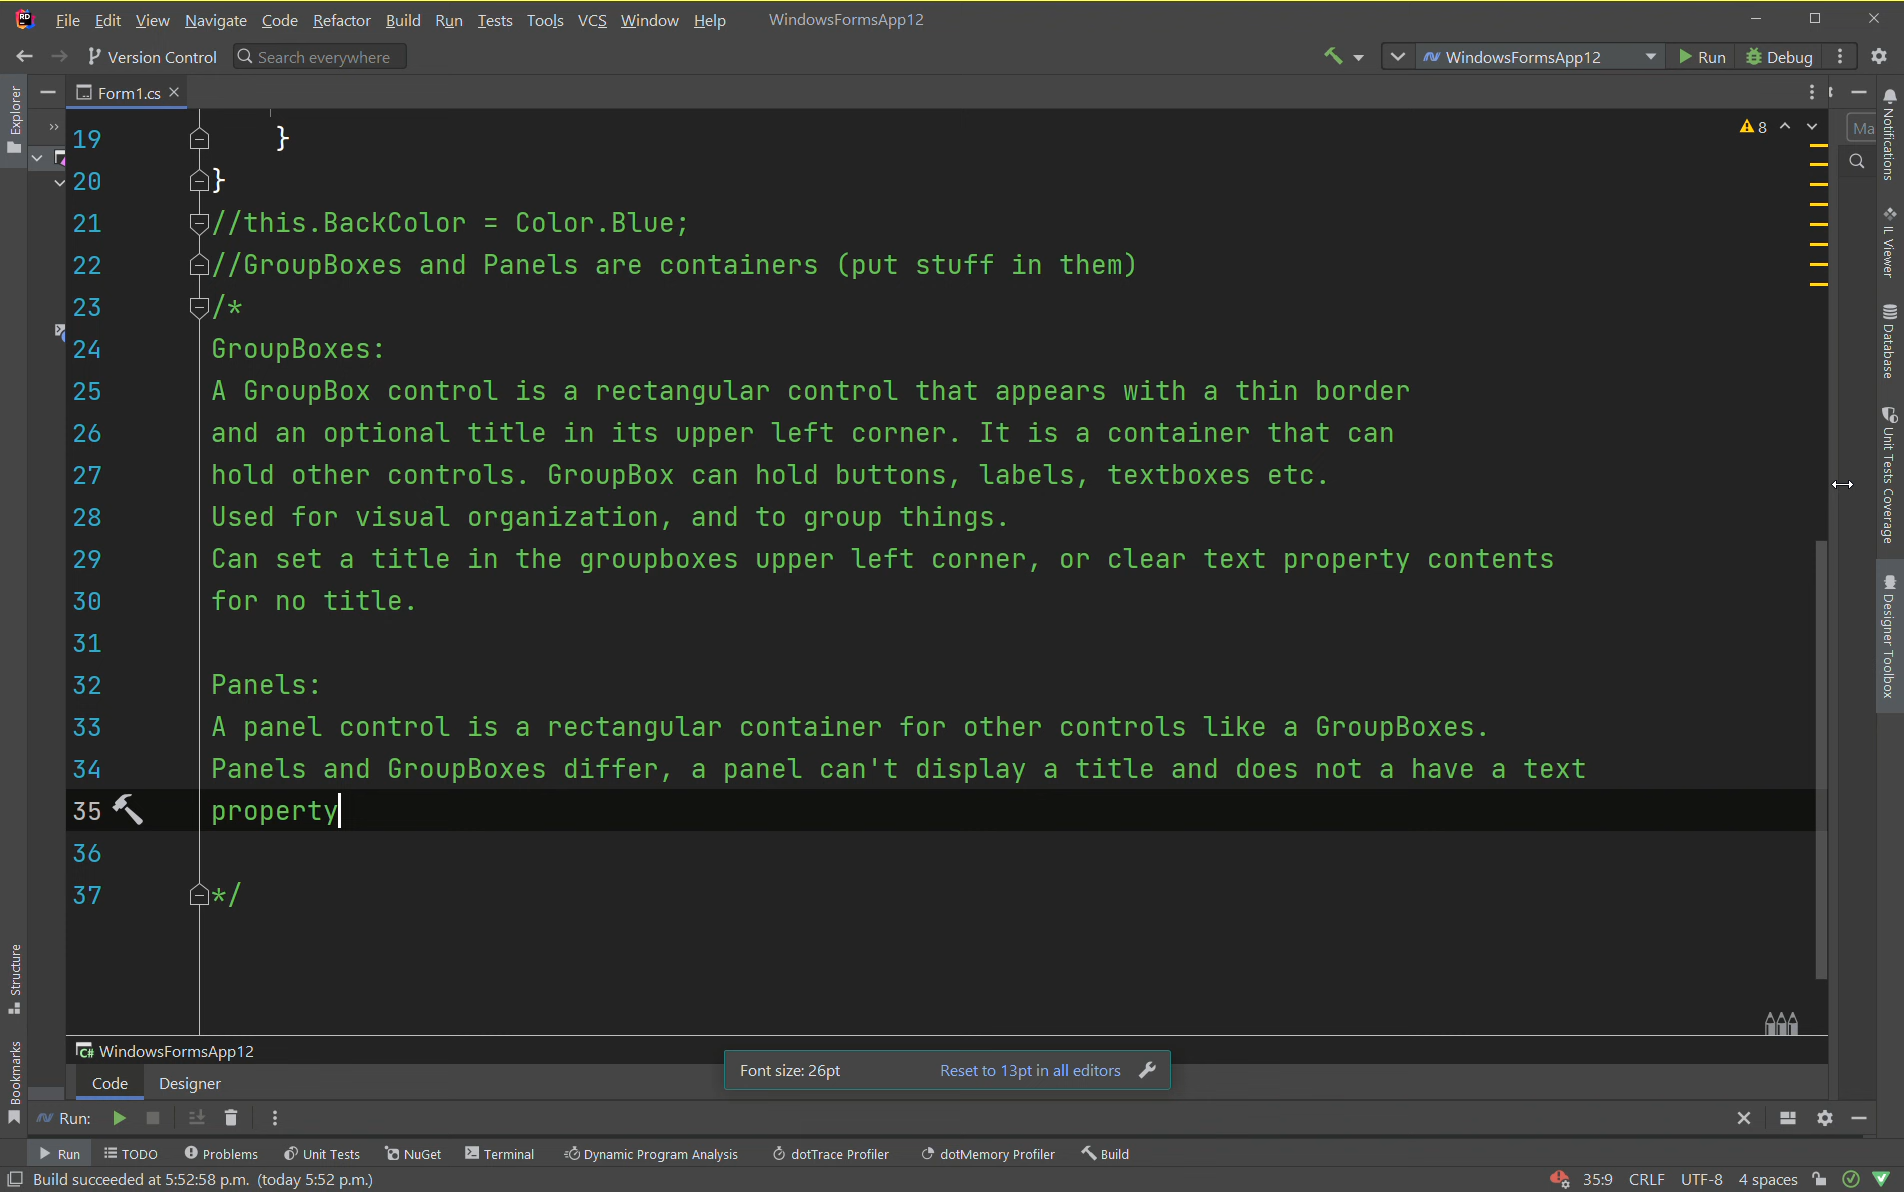 RD File Edit View Navigate Code Refactor Build Run Tests Tools VCS Window Help WindowsFormsApp12
Version Control Search everywhere WindowsFormsApp12 Run Debug
Explorer
Form1.cs
8
Ma
19 }
20 }
21 //this.BackColor = Color.Blue;
22 //GroupBoxes and Panels are containers (put stuff in them)
23 /*
24 GroupBoxes:
25 A GroupBox control is a rectangular control that appears with a thin border
26 and an optional title in its upper left corner. It is a container that can
27 hold other controls. GroupBox can hold buttons, labels, textboxes etc.
28 Used for visual organization, and to group things.
29 Can set a title in the groupboxes upper left corner, or clear text property contents
30 for no title.
31
32 Panels:
33 A panel control is a rectangular container for other controls like a GroupBoxes.
34 Panels and GroupBoxes differ, a panel can't display a title and does not a have a text
35 property
36
37 */
Notifications
IL Viewer
Database
Unit Tests Coverage
Designer Toolbox
Structure
Bookmarks
C# WindowsFormsApp12
Font size: 26pt Reset to 13pt in all editors
Code Designer
Run:
Run TODO Problems Unit Tests NuGet Terminal Dynamic Program Analysis dotTrace Profiler dotMemory Profiler Build
Build succeeded at 5:52:58 p.m. (today 5:52 p.m.) 35:9 CRLF UTF-8 4 spaces